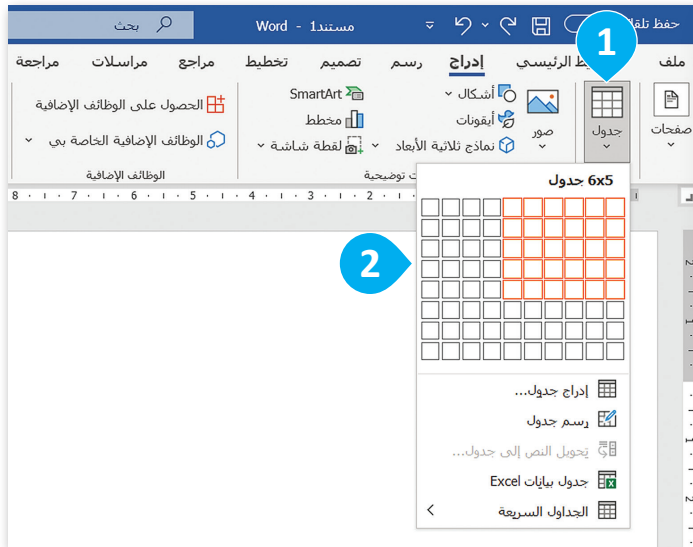 حفظ تلقا
مستند1 - Word
بحث
1
ملف
ط الرئيسي
إدراج
رسم
تصميم
تخطيط
مراجع
مراسلات
مراجعة
صفحات
جدول
صور
أشكال
أيقونات
نماذج ثلاثية الأبعاد
SmartArt
مخطط
لقطة شاشة
الحصول على الوظائف الإضافية
الوظائف الإضافية الخاصة بي
ت توضيحية
الوظائف الإضافية
8 7 6 5 4 3 2 1
6x5 جدول
2
إدراج جدول...
رسم جدول
تحويل النص إلى جدول...
جدول بيانات Excel
الجداول السريعة